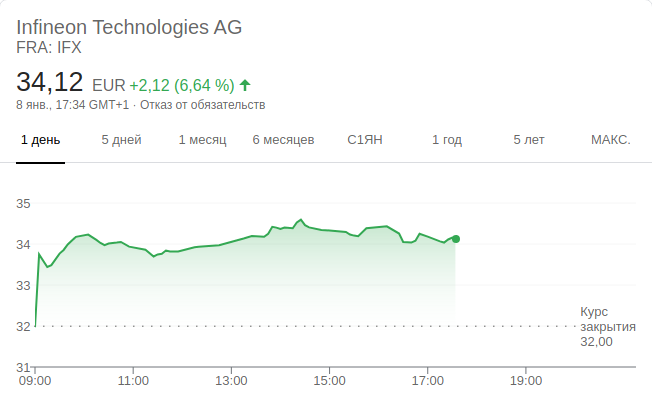 Infineon Technologies AG
FRA: IFX
34,12 EUR +2,12 (6,64 %)
8 янв., 17:34 GMT+1 · Отказ от обязательств
1 день 5 дней 1 месяц 6 месяцев С1ЯН 1 год 5 лет МАКС.
35
34
33
32
31
Курс
закрытия
32,00
09:00 11:00 13:00 15:00 17:00 19:00